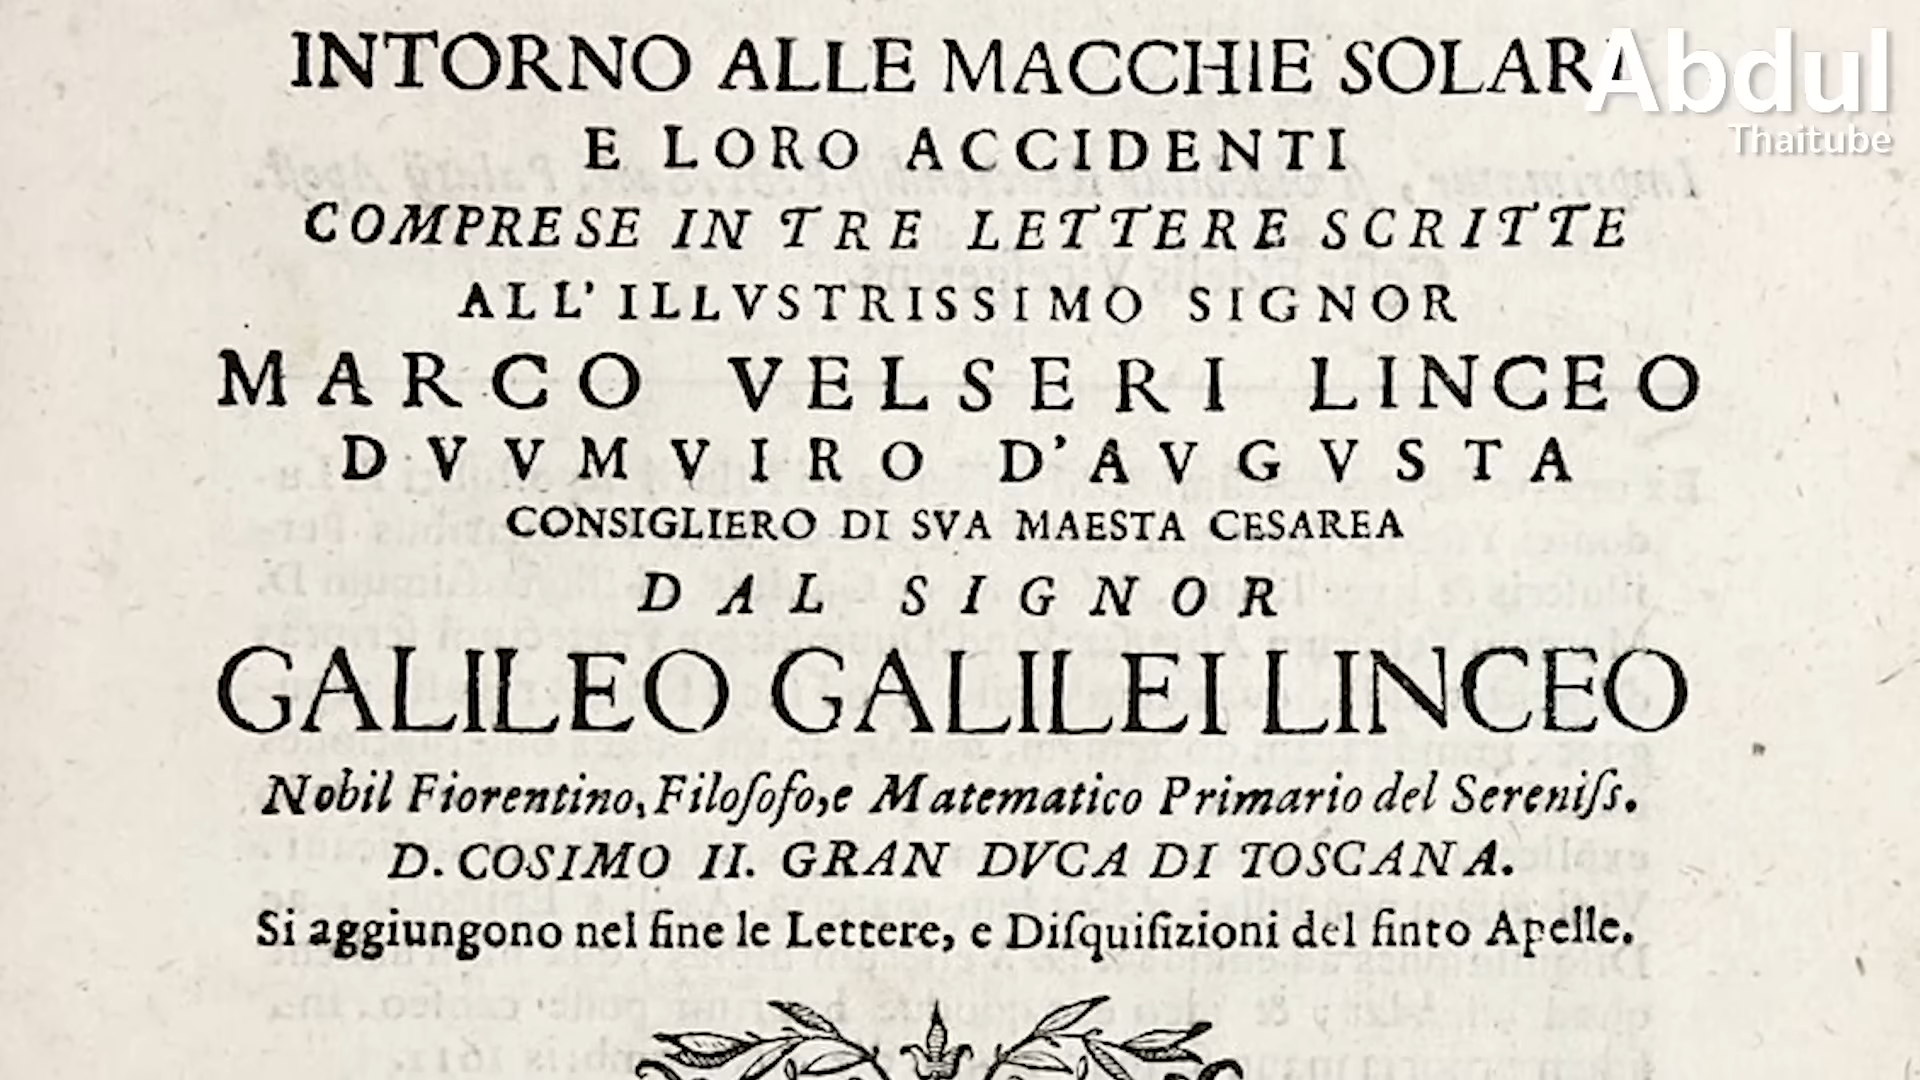 INTORNO ALLE MACCHIE SOLARI
E LORO ACCIDENTI
COMPRESE IN TRE LETTERE SCRITTE
ALL' ILLVSTRISSIMO SIGNOR
MARCO VELSERI LINCEO
DVVMVIRO D'AVGVSTA
CONSIGLIERO DI SVA MAESTA CESAREA
DAL SIGNOR
GALILEO GALILEI LINCEO
Nobil Fiorentino, Filoſofo, e Matematico Primario del Sereniſs.
D. COSIMO II. GRAN DVCA DI TOSCANA.
Si aggiungono nel fine le Lettere, e Diſquiſizioni del finto Apelle.
Abdul
Thaitube